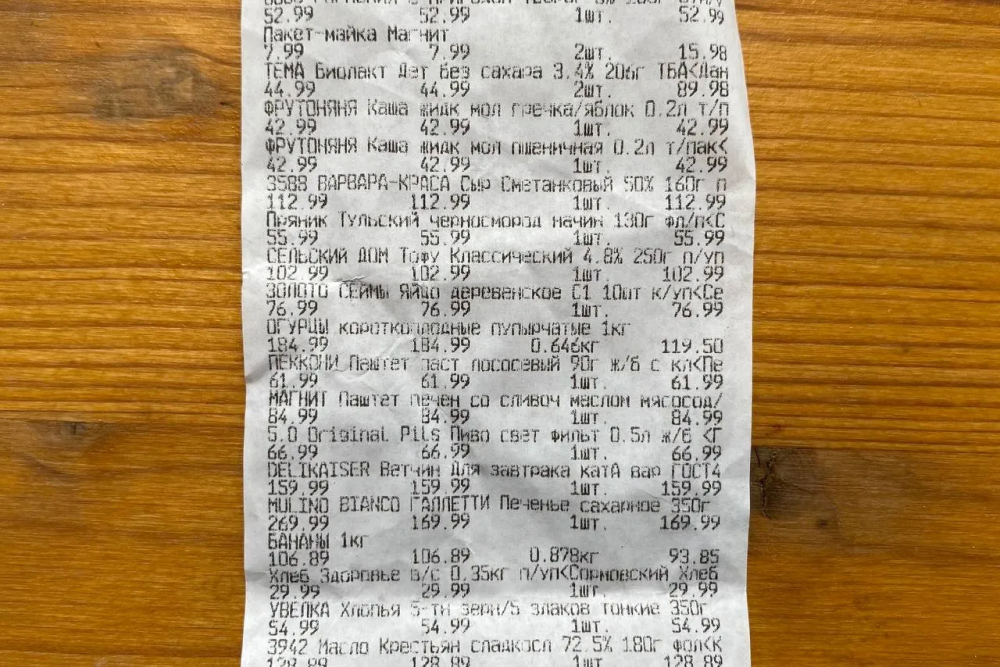 52.99 52.99 1шт. 52.99
Пакет-майка Магнит
7.99 7.99 2шт. 15.98
ТЕМА Биолакт дет без сахара 3.4% 206г ТБА<Дан
44.99 44.99 2шт. 89.98
ФРУТОНЯНЯ Каша жидк мол гречка/яблок 0.2л т/п
42.99 42.99 1шт. 42.99
ФРУТОНЯНЯ Каша жидк мол пшеничная 0.2л т/пак<
42.99 42.99 1шт. 42.99
3588 ВАРВАРА-КРАСА Сыр Сметанковый 50% 160г п
112.99 112.99 1шт. 112.99
Пряник Тульский черносмород начин 130г фл/п<С
55.99 55.99 1шт. 55.99
СЕЛЬСКИЙ ДОМ Тофу Классический 4.8% 250г п/уп
102.99 102.99 1шт. 102.99
ЗОЛОТО СЕЙМЫ Яйцо деревенское С1 10шт к/уп<Се
76.99 76.99 1шт. 76.99
ОГУРЦЫ короткоплодные пупырчатые 1кг
184.99 184.99 0.646кг 119.50
ПЕККОНИ Паштет паст лососевый 90г ж/б с кл<Пе
61.99 61.99 1шт. 61.99
МАГНИТ Паштет печен со сливоч маслом мясосод/
84.99 84.99 1шт. 84.99
5.0 Original Pils Пиво свет фильт 0.5л ж/б <Г
66.99 66.99 1шт. 66.99
DELIKAISER Ветчин Для завтрака катА вар ГОСТ4
159.99 159.99 1шт. 159.99
MULINO BIANCO ГАЛЛЕТТИ Печенье сахарное 350г
269.99 169.99 1шт. 169.99
БАНАНЫ 1кг
106.89 106.89 0.878кг 93.85
Хлеб Здоровье в/с 0,35кг п/уп<Сормовский Хлеб
29.99 29.99 1шт. 29.99
УВЕЛКА Хлопья 5-ти зерн/5 злаков тонкие 350г
54.99 54.99 1шт. 54.99
3942 Масло Крестьян сладкосл 72.5% 180г фол<К
128.89 128.89 1шт. 128.89